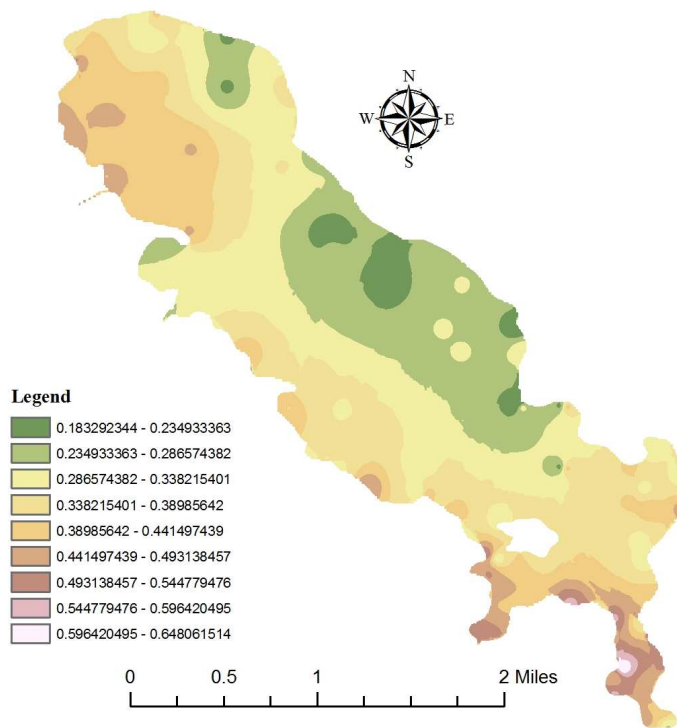 N
W E
S
Legend
0.183292344 - 0.234933363
0.234933363 - 0.286574382
0.286574382 - 0.338215401
0.338215401 - 0.38985642
0.38985642 - 0.441497439
0.441497439 - 0.493138457
0.493138457 - 0.544779476
0.544779476 - 0.596420495
0.596420495 - 0.648061514
0 0.5 1 2 Miles